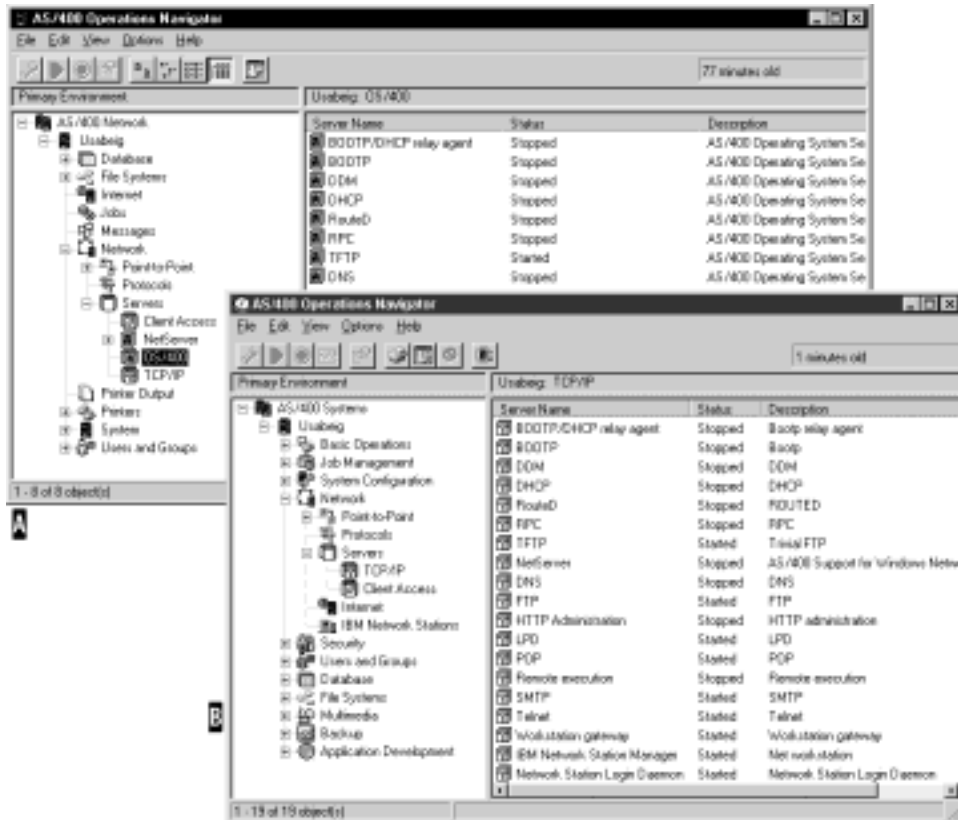 AS/400 Operations Navigator
File Edit View Options Help
77 minutes old
Primary Environment
Usabeig: OS/400
AS/400 Network
Usabeig
Database
File Systems
Internet
Jobs
Messages
Network
Point-to-Point
Protocols
Servers
Client Access
NetServer
OS/400
TCP/IP
Printer Output
Printers
System
Users and Groups
Server Name Status Description
BOOTP/DHCP relay agent Stopped AS/400 Operating System Se
BOOTP Stopped AS/400 Operating System Se
DDM Stopped AS/400 Operating System Se
DHCP Stopped AS/400 Operating System Se
RouteD Stopped AS/400 Operating System Se
RPC Stopped AS/400 Operating System Se
TFTP Started AS/400 Operating System Se
DNS Stopped AS/400 Operating System Se
1 - 8 of 8 object(s)
A
AS/400 Operations Navigator
File Edit View Options Help
1 minutes old
Primary Environment
Usabeig: TCP/IP
AS/400 Systems
Usabeig
Basic Operations
Job Management
System Configuration
Network
Point-to-Point
Protocols
Servers
TCP/IP
Client Access
Internet
IBM Network Stations
Security
Users and Groups
Database
File Systems
Multimedia
Backup
Application Development
Server Name Status Description
BOOTP/DHCP relay agent Stopped Bootp relay agent
BOOTP Stopped Bootp
DDM Stopped DDM
DHCP Stopped DHCP
RouteD Stopped ROUTED
RPC Stopped RPC
TFTP Started Trivial FTP
NetServer Stopped AS/400 Support for Windows Netw
DNS Stopped DNS
FTP Started FTP
HTTP Administration Stopped HTTP administration
LPD Started LPD
POP Started POP
Remote execution Stopped Remote execution
SMTP Started SMTP
Telnet Started Telnet
Workstation gateway Started Workstation gateway
IBM Network Station Manager Started Net workstation
Network Station Login Daemon Started Network Station Login Daemon
1 - 19 of 19 object(s)
B